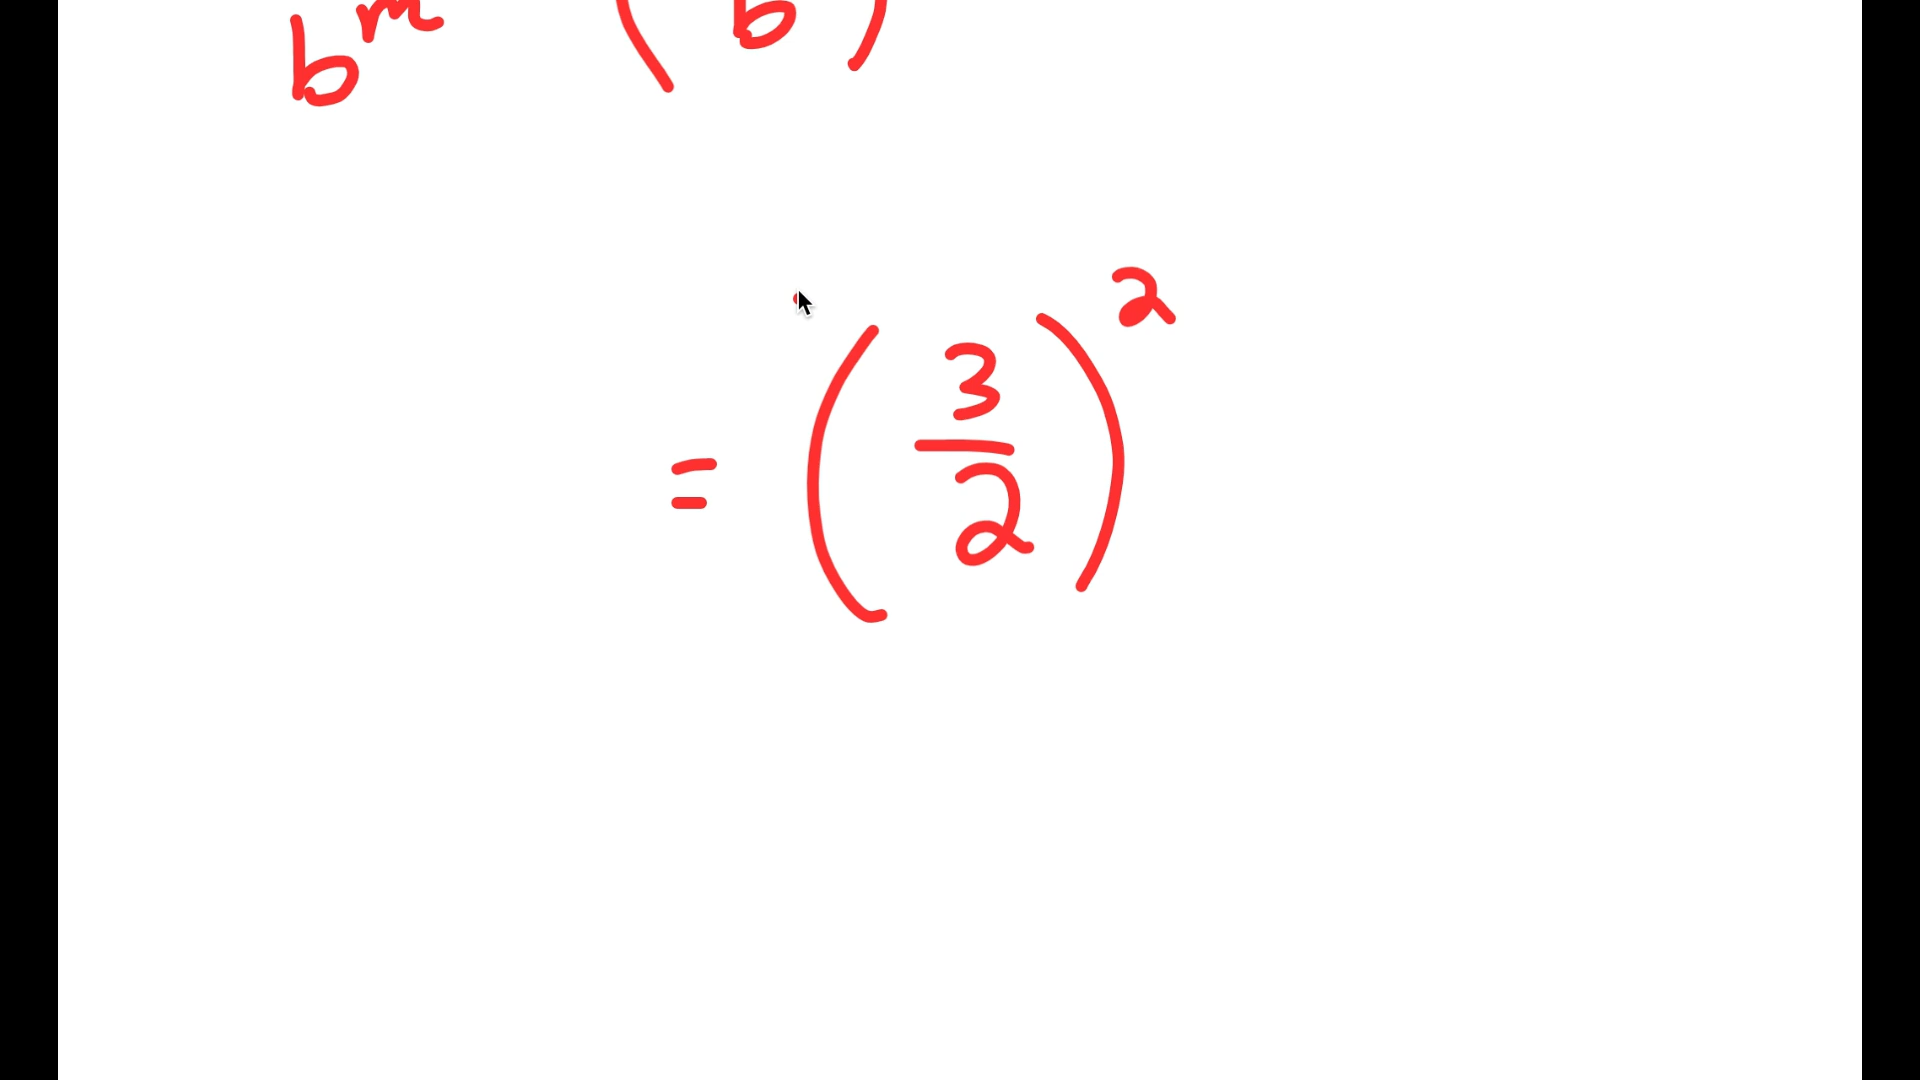 b^m ( b )
= ( 3/2 )^2